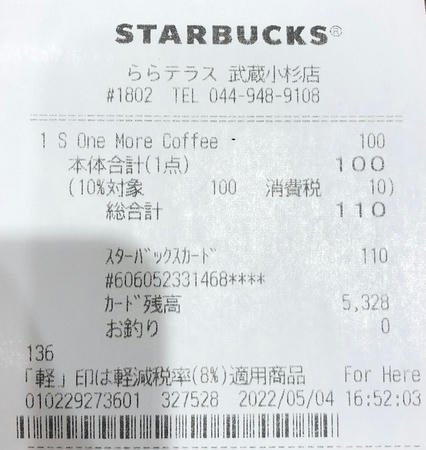 STARBUCKS®
ららテラス 武蔵小杉店
#1802 TEL 044-948-9108
1 S One More Coffee 100
本体合計(1点) 100
(10%対象 100 消費税 10)
総合計 110
ｽﾀｰﾊﾞｯｸｽｶｰﾄﾞ 110
#606052331468****
ｶｰﾄﾞ残高 5,328
お釣り 0
136
「軽」印は軽減税率(8%)適用商品 For Here
010229273601 327528 2022/05/04 16:52:03